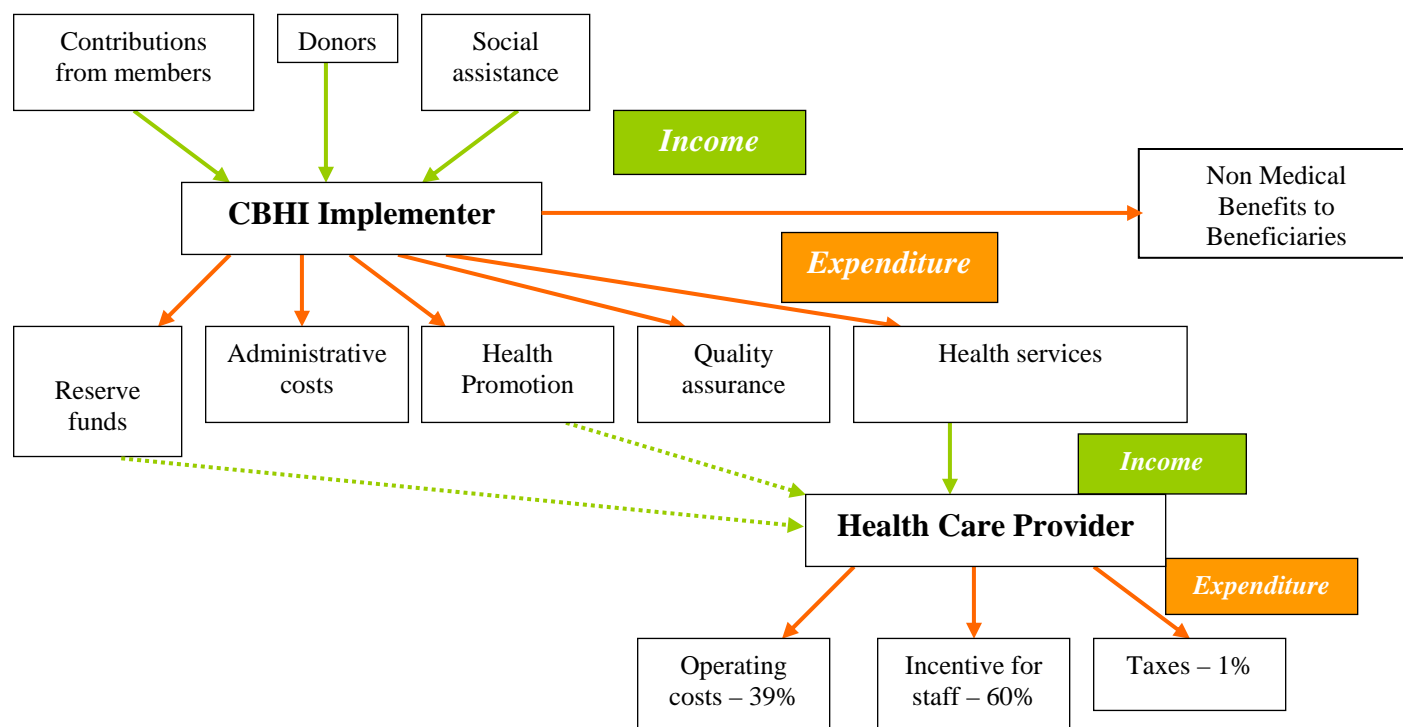 Contributions
from members
Donors
Social
assistance
Income
Non Medical
Benefits to
Beneficiaries
CBHI Implementer
Expenditure
Reserve
funds
Administrative
costs
Health
Promotion
Quality
assurance
Health services
Income
Health Care Provider
Expenditure
Operating
costs – 39%
Incentive for
staff – 60%
Taxes – 1%